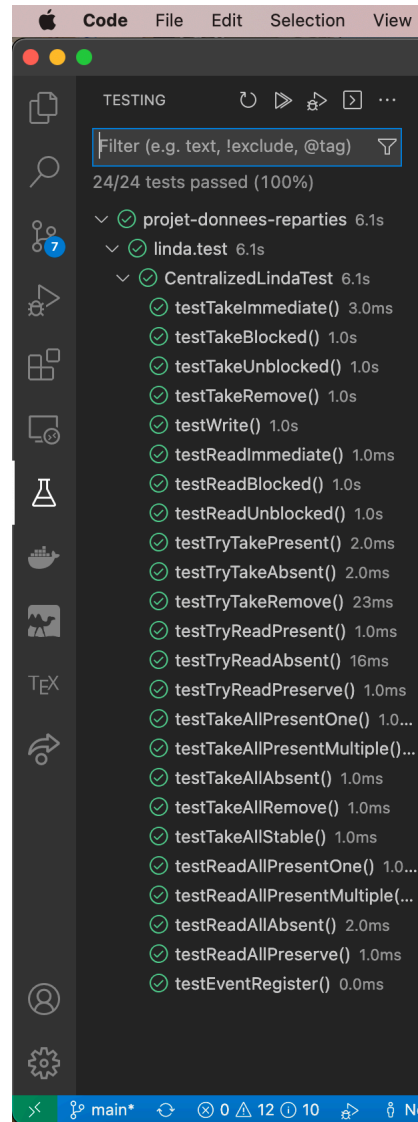 Code File Edit Selection View
TESTING
Filter (e.g. text, !exclude, @tag)
24/24 tests passed (100%)
projet-donnees-reparties 6.1s
7
linda.test 6.1s
CentralizedLindaTest 6.1s
testTakeImmediate() 3.0ms
testTakeBlocked() 1.0s
testTakeUnblocked() 1.0s
testTakeRemove() 1.0s
testWrite() 1.0s
testReadImmediate() 1.0ms
testReadBlocked() 1.0s
testReadUnblocked() 1.0s
testTryTakePresent() 2.0ms
testTryTakeAbsent() 2.0ms
testTryTakeRemove() 23ms
testTryReadPresent() 1.0ms
testTryReadAbsent() 16ms
TEX
testTryReadPreserve() 1.0ms
testTakeAllPresentOne() 1.0...
testTakeAllPresentMultiple()...
testTakeAllAbsent() 1.0ms
testTakeAllRemove() 1.0ms
testTakeAllStable() 1.0ms
testReadAllPresentOne() 1.0...
testReadAllPresentMultiple(...
testReadAllAbsent() 2.0ms
testReadAllPreserve() 1.0ms
testEventRegister() 0.0ms
main* 0 12 10